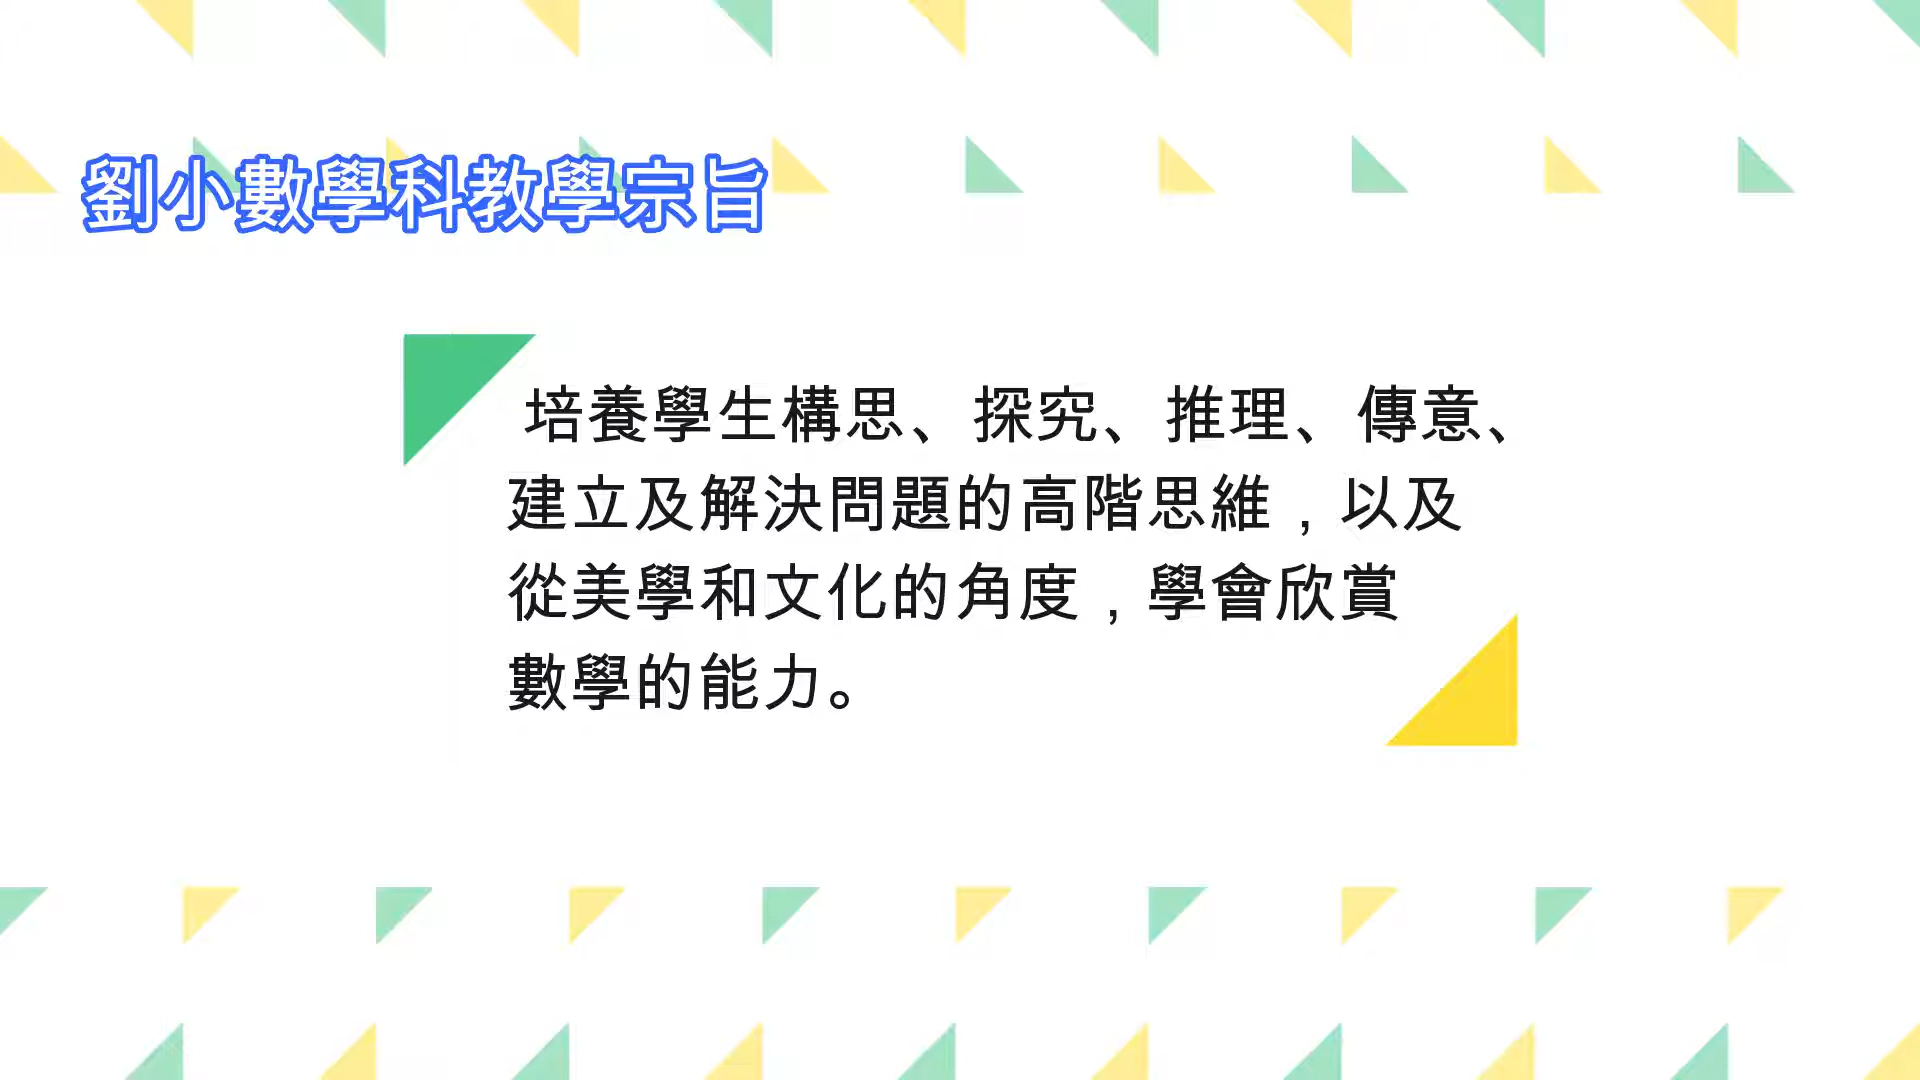 劉小數學科教學宗旨
培養學生構思、探究、推理、傳意、
建立及解決問題的高階思維，以及
從美學和文化的角度，學會欣賞
數學的能力。